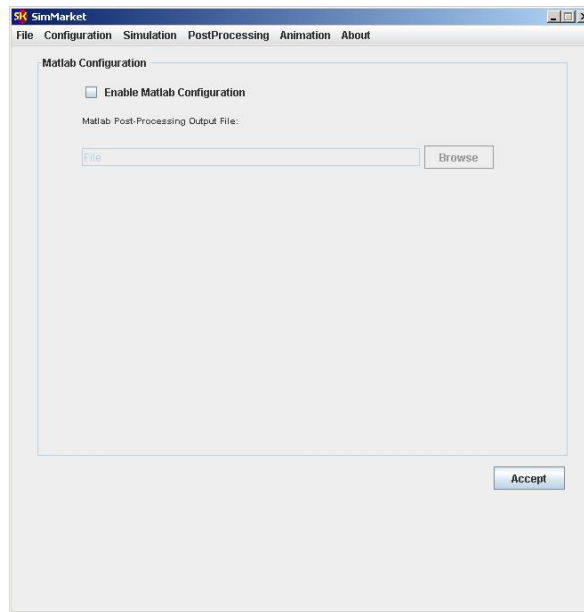 SK SimMarket
File Configuration Simulation PostProcessing Animation About
Matlab Configuration
Enable Matlab Configuration
Matlab Post-Processing Output File:
File Browse
Accept